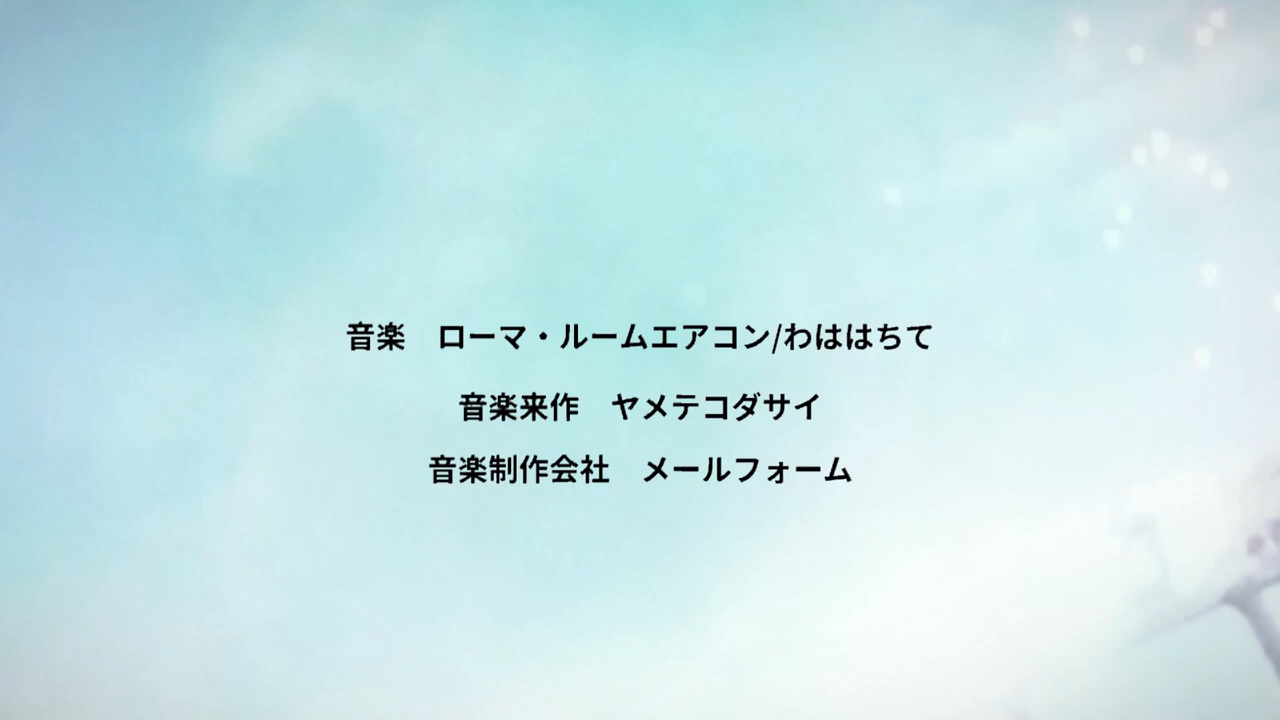 音楽　ローマ・ルームエアコン/わははちて
音楽来作　ヤメテコダサイ
音楽制作会社　メールフォーム